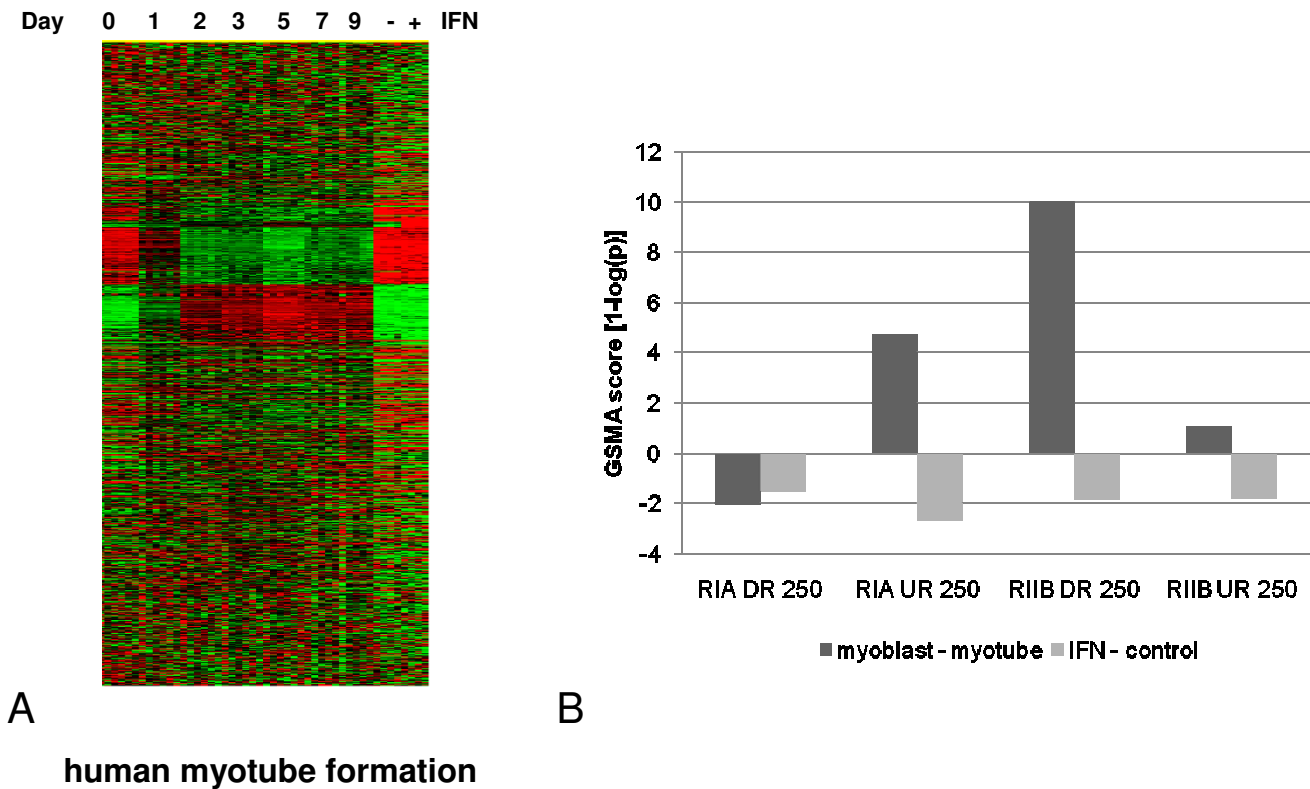 Day 0 1 2 3 5 7 9 - + IFN
A
human myotube formation
12
10
8
6
4
2
0
-2
-4
GSMA score [1-log(p)]
RIA DR 250 RIA UR 250 RIIB DR 250 RIIB UR 250
myoblast - myotube IFN - control
B